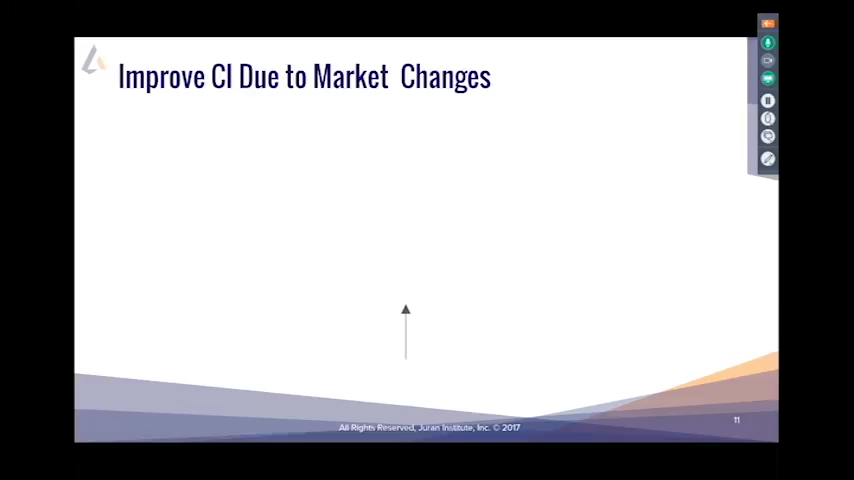 Improve CI Due to Market Changes
All Rights Reserved, Juran Institute, Inc. © 2017
11